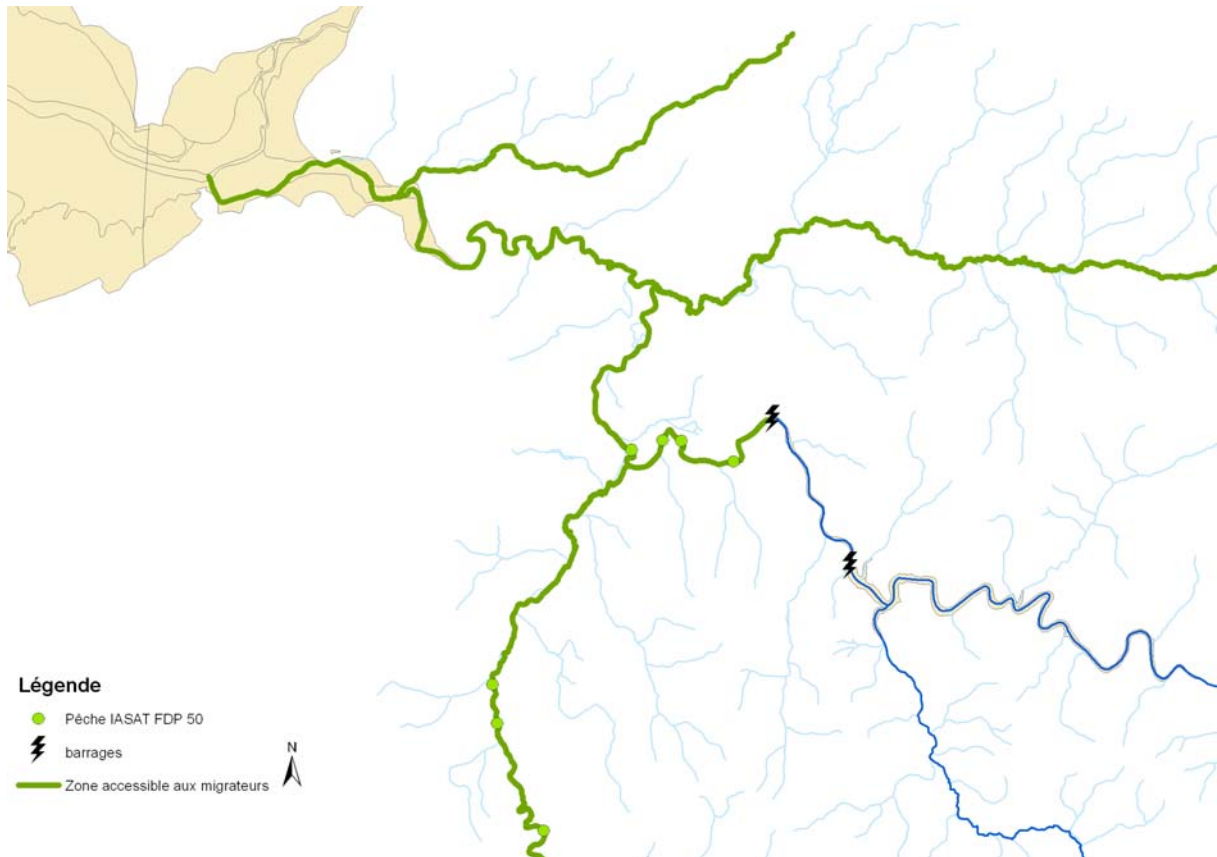 Légende
Pêche IASAT FDP 50
barrages
Zone accessible aux migrateurs
N